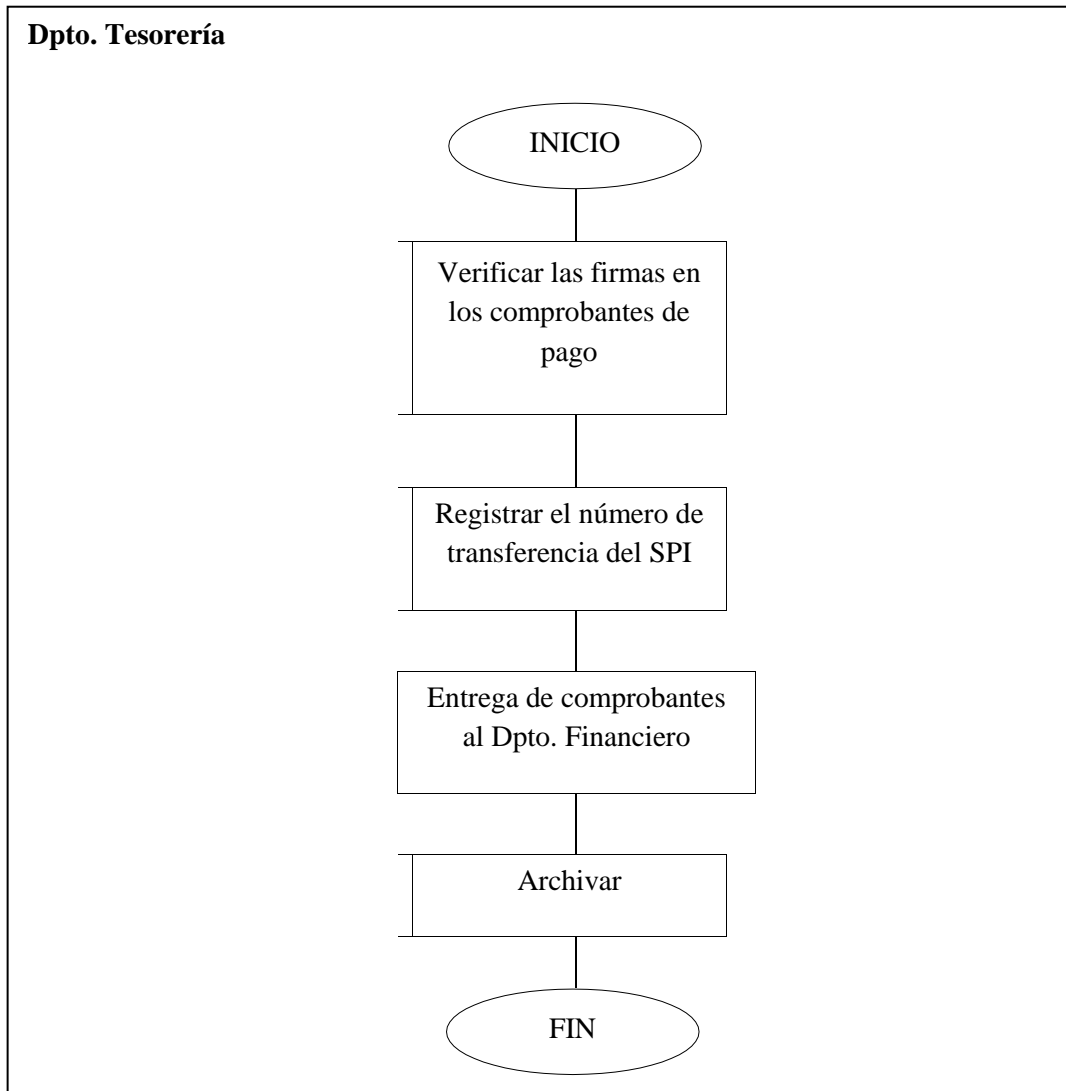 Dpto. Tesorería
INICIO
Verificar las firmas en
los comprobantes de
pago
Registrar el número de
transferencia del SPI
Entrega de comprobantes
al Dpto. Financiero
Archivar
FIN